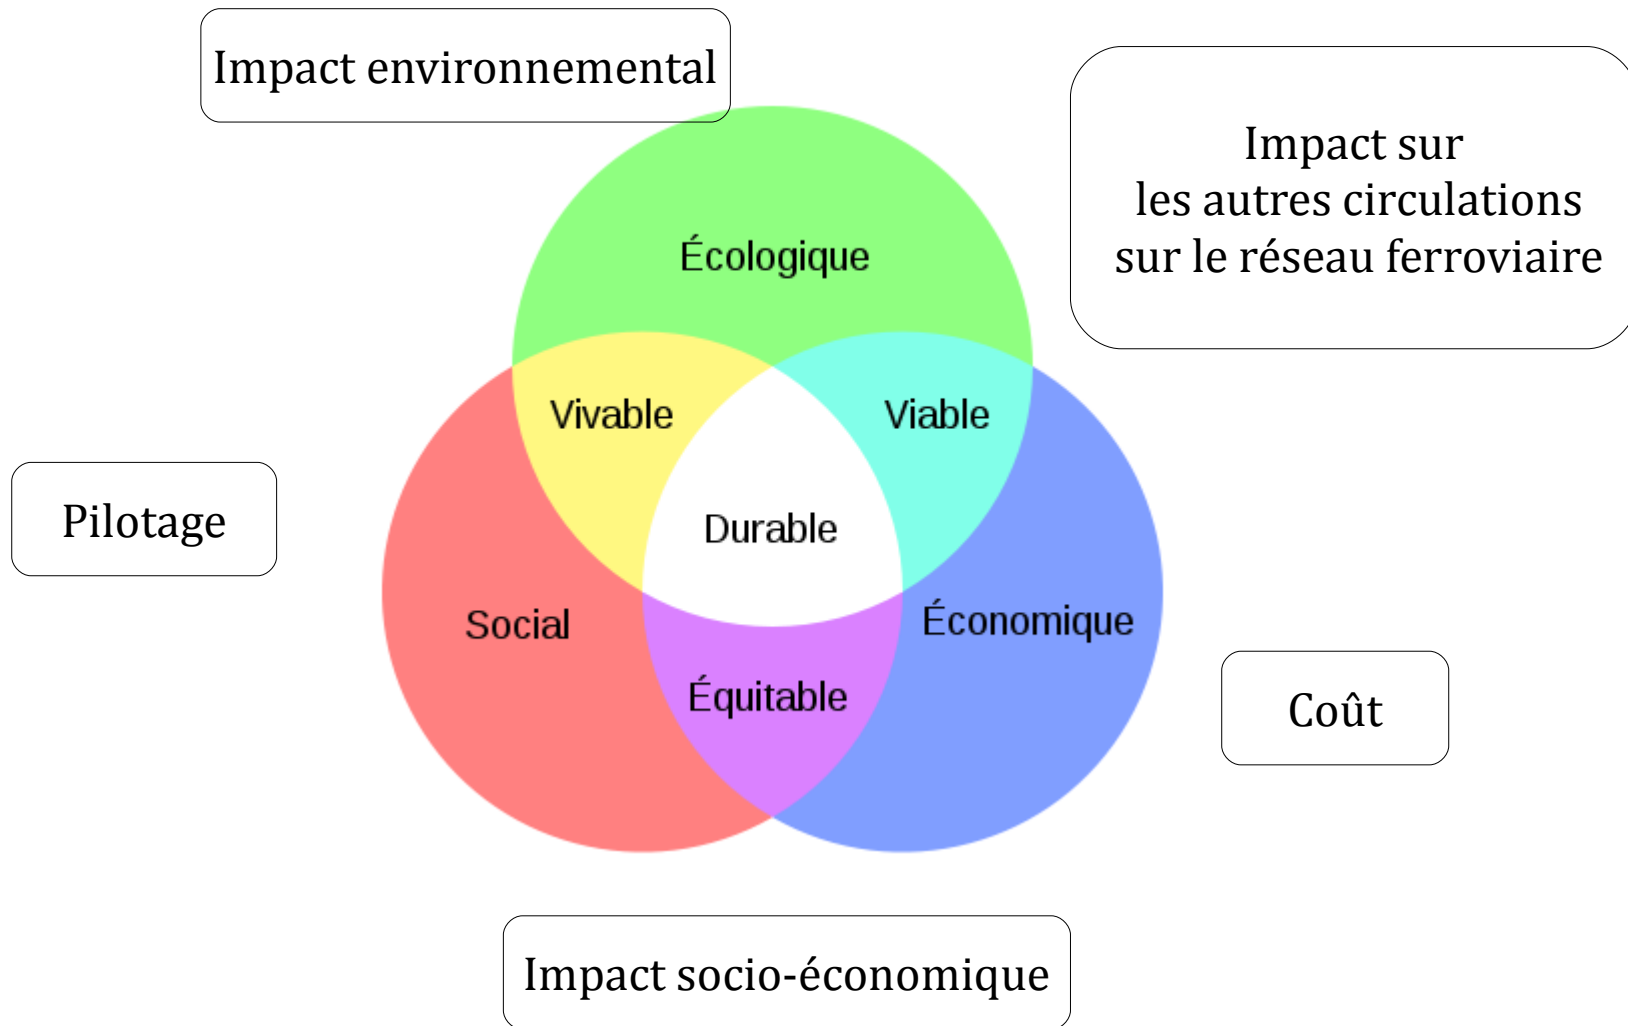 Impact environnemental
Impact sur
les autres circulations
sur le réseau ferroviaire
Écologique
Vivable
Viable
Pilotage
Durable
Social
Économique
Équitable
Coût
Impact socio-économique